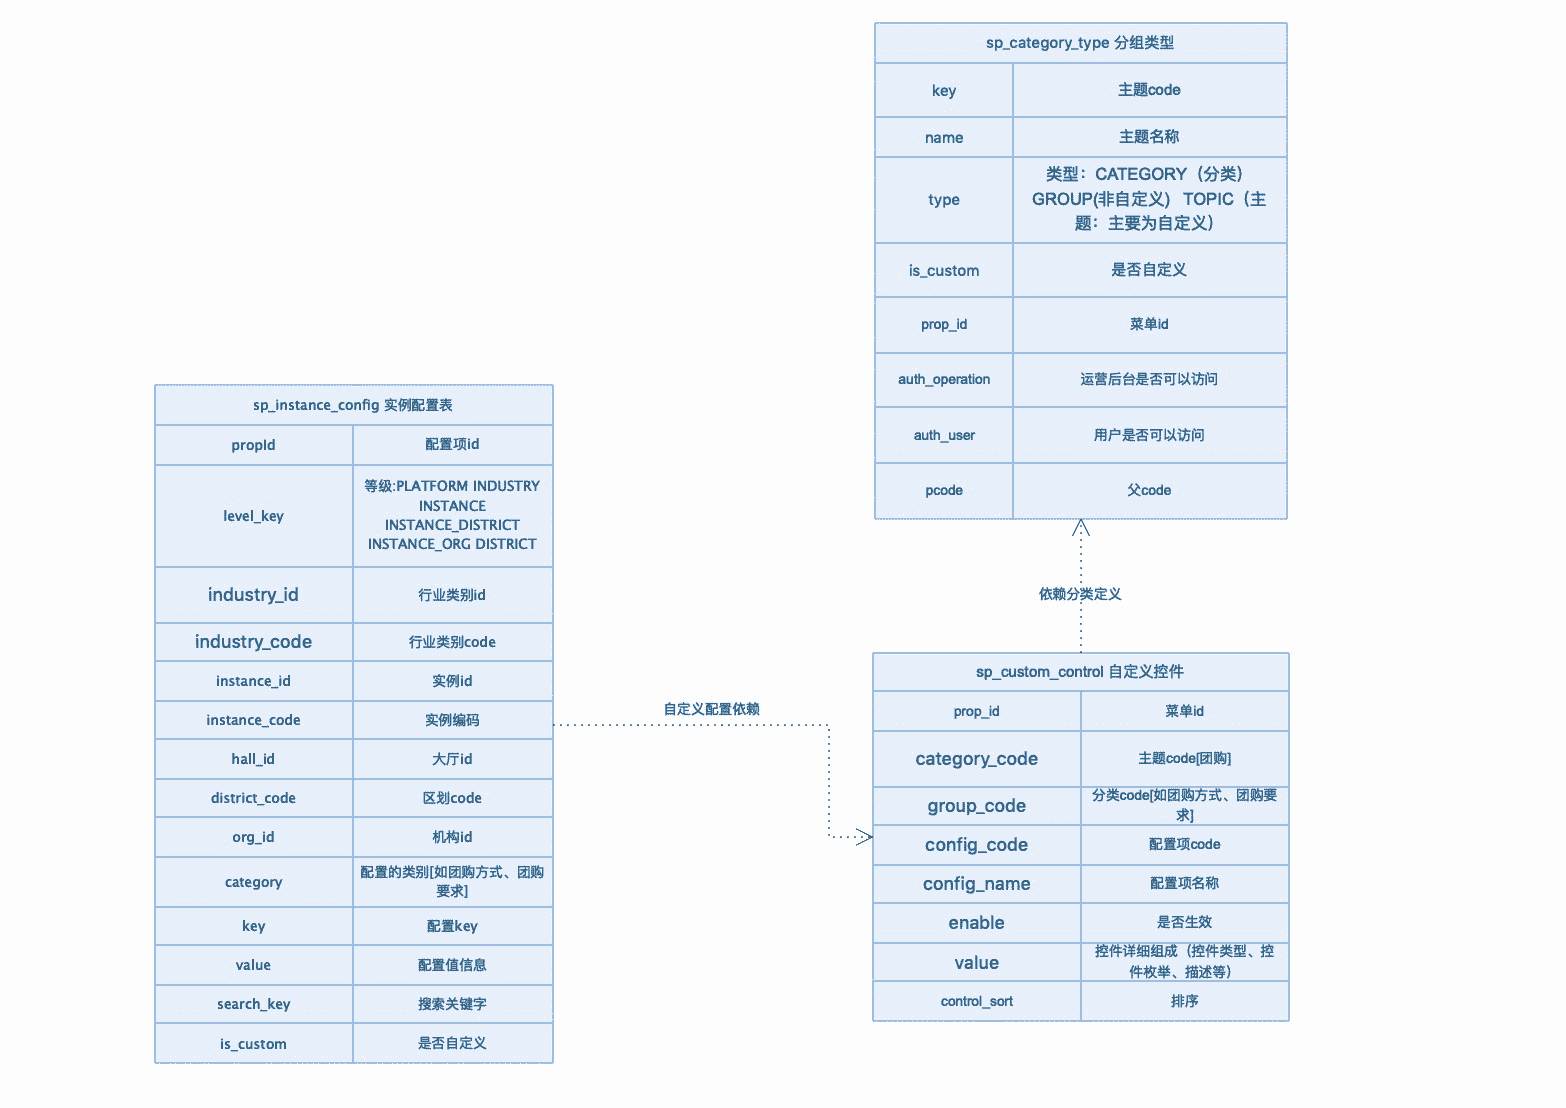 sp_category_type 分组类型
key 主题code
name 主题名称
type
类型：CATEGORY（分类）
GROUP(非自定义) TOPIC（主
题：主要为自定义）
is_custom 是否自定义
prop_id 菜单id
auth_operation 运营后台是否可以访问
auth_user 用户是否可以访问
pcode 父code
依赖分类定义
sp_instance_config 实例配置表
propId 配置项id
level_key
等级:PLATFORM INDUSTRY
INSTANCE
INSTANCE_DISTRICT
INSTANCE_ORG DISTRICT
industry_id 行业类别id
industry_code 行业类别code
instance_id 实例id
instance_code 实例编码
hall_id 大厅id
district_code 区划code
org_id 机构id
category
配置的类别[如团购方式、团购
要求]
key 配置key
value 配置值信息
search_key 搜索关键字
is_custom 是否自定义
自定义配置依赖
sp_custom_control 自定义控件
prop_id 菜单id
category_code 主题code[团购]
group_code
分类code[如团购方式、团购要
求]
config_code 配置项code
config_name 配置项名称
enable 是否生效
value
控件详细组成（控件类型、控
件枚举、描述等）
control_sort 排序